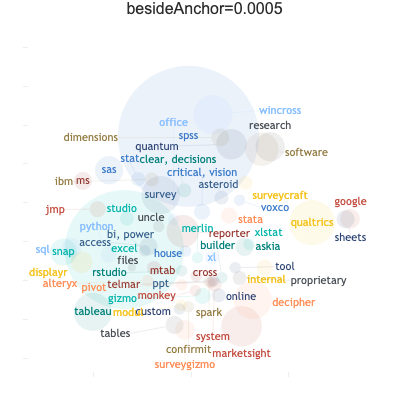 besideAnchor=0.0005
office
wincross
dimensions
spss
research
quantum
software
stat
clear, decisions
sas
critical, vision
ibm
ms
asteroid
survey
surveycraft
google
jmp
studio
voxco
uncle
stata
qualtrics
python
merlin
reporter
xlstat
bi, power
sheets
access
builder
askia
sql
snap
excel
house
xl
files
displayr
rstudio
mtab
cross
tool
alteryx
pivot
telmar
ppt
internal
proprietary
gizmo
monkey
online
decipher
tableau
custom
spark
tables
system
confirmit
marketsight
surveygizmo